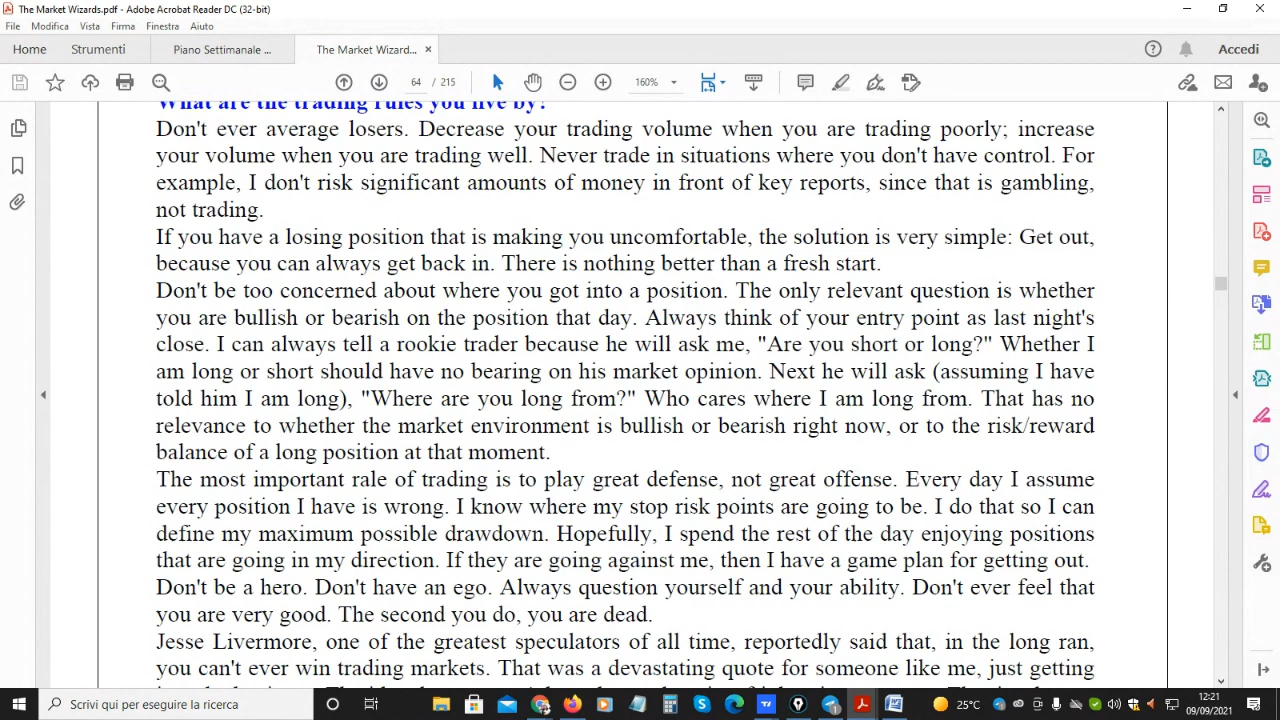 The Market Wizards.pdf - Adobe Acrobat Reader DC (32-bit)
File Modifica Vista Firma Finestra Aiuto
Home Strumenti Piano Settimanale ... The Market Wizard... × Accedi
64 / 215 160%
What are the trading rules you live by?
Don't ever average losers. Decrease your trading volume when you are trading poorly; increase
your volume when you are trading well. Never trade in situations where you don't have control. For
example, I don't risk significant amounts of money in front of key reports, since that is gambling,
not trading.
If you have a losing position that is making you uncomfortable, the solution is very simple: Get out,
because you can always get back in. There is nothing better than a fresh start.
Don't be too concerned about where you got into a position. The only relevant question is whether
you are bullish or bearish on the position that day. Always think of your entry point as last night's
close. I can always tell a rookie trader because he will ask me, "Are you short or long?" Whether I
am long or short should have no bearing on his market opinion. Next he will ask (assuming I have
told him I am long), "Where are you long from?" Who cares where I am long from. That has no
relevance to whether the market environment is bullish or bearish right now, or to the risk/reward
balance of a long position at that moment.
The most important rale of trading is to play great defense, not great offense. Every day I assume
every position I have is wrong. I know where my stop risk points are going to be. I do that so I can
define my maximum possible drawdown. Hopefully, I spend the rest of the day enjoying positions
that are going in my direction. If they are going against me, then I have a game plan for getting out.
Don't be a hero. Don't have an ego. Always question yourself and your ability. Don't ever feel that
you are very good. The second you do, you are dead.
Jesse Livermore, one of the greatest speculators of all time, reportedly said that, in the long ran,
you can't ever win trading markets. That was a devastating quote for someone like me, just getting
Scrivi qui per eseguire la ricerca 25°C 12:21
09/09/2021